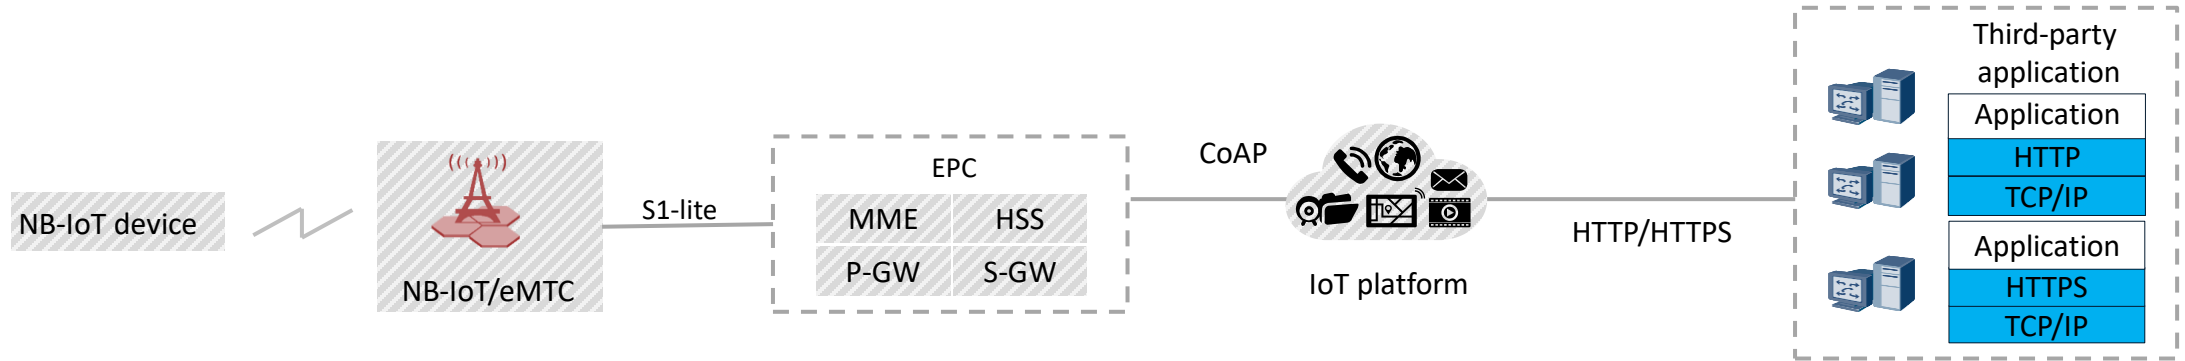 NB-IoT device
NB-IoT/eMTC
S1-lite
EPC
MME
HSS
P-GW
S-GW
CoAP
IoT platform
HTTP/HTTPS
Third-party
application
Application
HTTP
TCP/IP
Application
HTTPS
TCP/IP